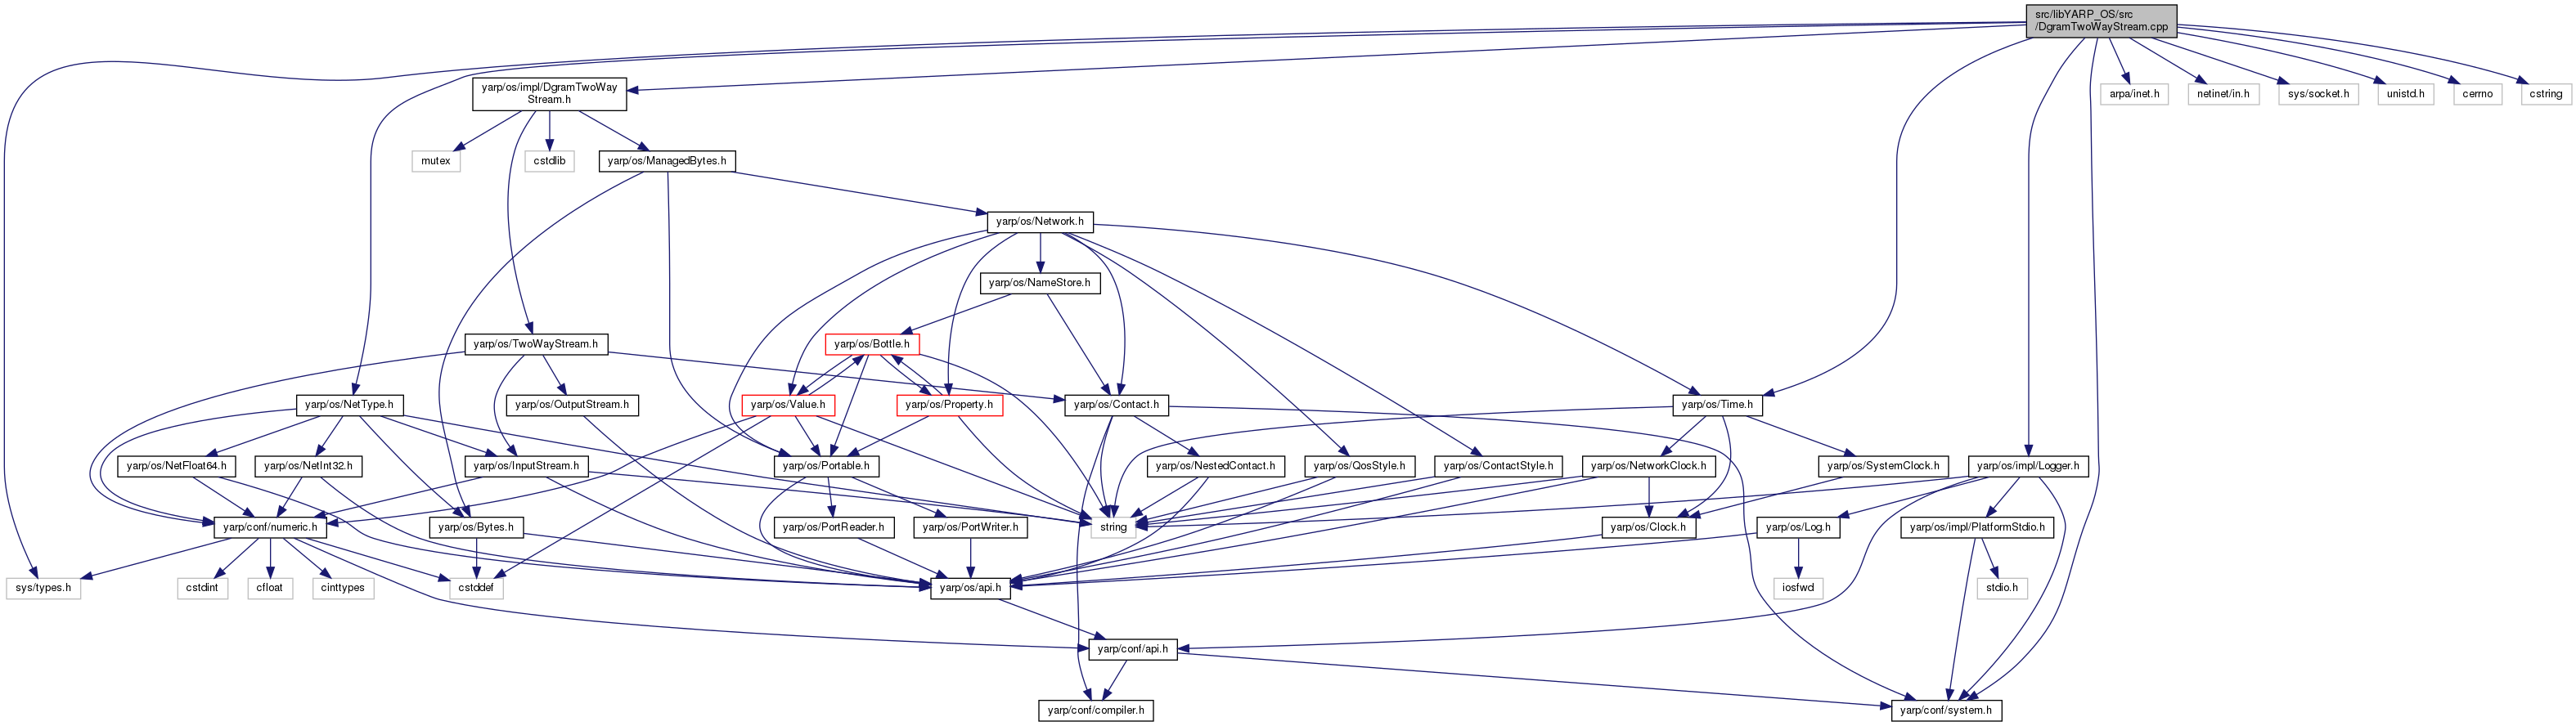 src/libYARP_OS/src
/DgramTwoWayStream.cpp
yarp/os/impl/DgramTwoWay
Stream.h
arpa/inet.h
netinet/in.h
sys/socket.h
unistd.h
cerrno
cstring
mutex
cstdlib
yarp/os/ManagedBytes.h
yarp/os/Network.h
yarp/os/NameStore.h
yarp/os/TwoWayStream.h
yarp/os/Bottle.h
yarp/os/NetType.h
yarp/os/OutputStream.h
yarp/os/Value.h
yarp/os/Property.h
yarp/os/Contact.h
yarp/os/Time.h
yarp/os/NetFloat64.h
yarp/os/NetInt32.h
yarp/os/InputStream.h
yarp/os/Portable.h
yarp/os/NestedContact.h
yarp/os/QosStyle.h
yarp/os/ContactStyle.h
yarp/os/NetworkClock.h
yarp/os/SystemClock.h
yarp/os/impl/Logger.h
yarp/conf/numeric.h
yarp/os/Bytes.h
yarp/os/PortReader.h
yarp/os/PortWriter.h
string
yarp/os/Clock.h
yarp/os/Log.h
yarp/os/impl/PlatformStdio.h
sys/types.h
cstdint
cfloat
cinttypes
cstddef
yarp/os/api.h
iosfwd
stdio.h
yarp/conf/api.h
yarp/conf/compiler.h
yarp/conf/system.h